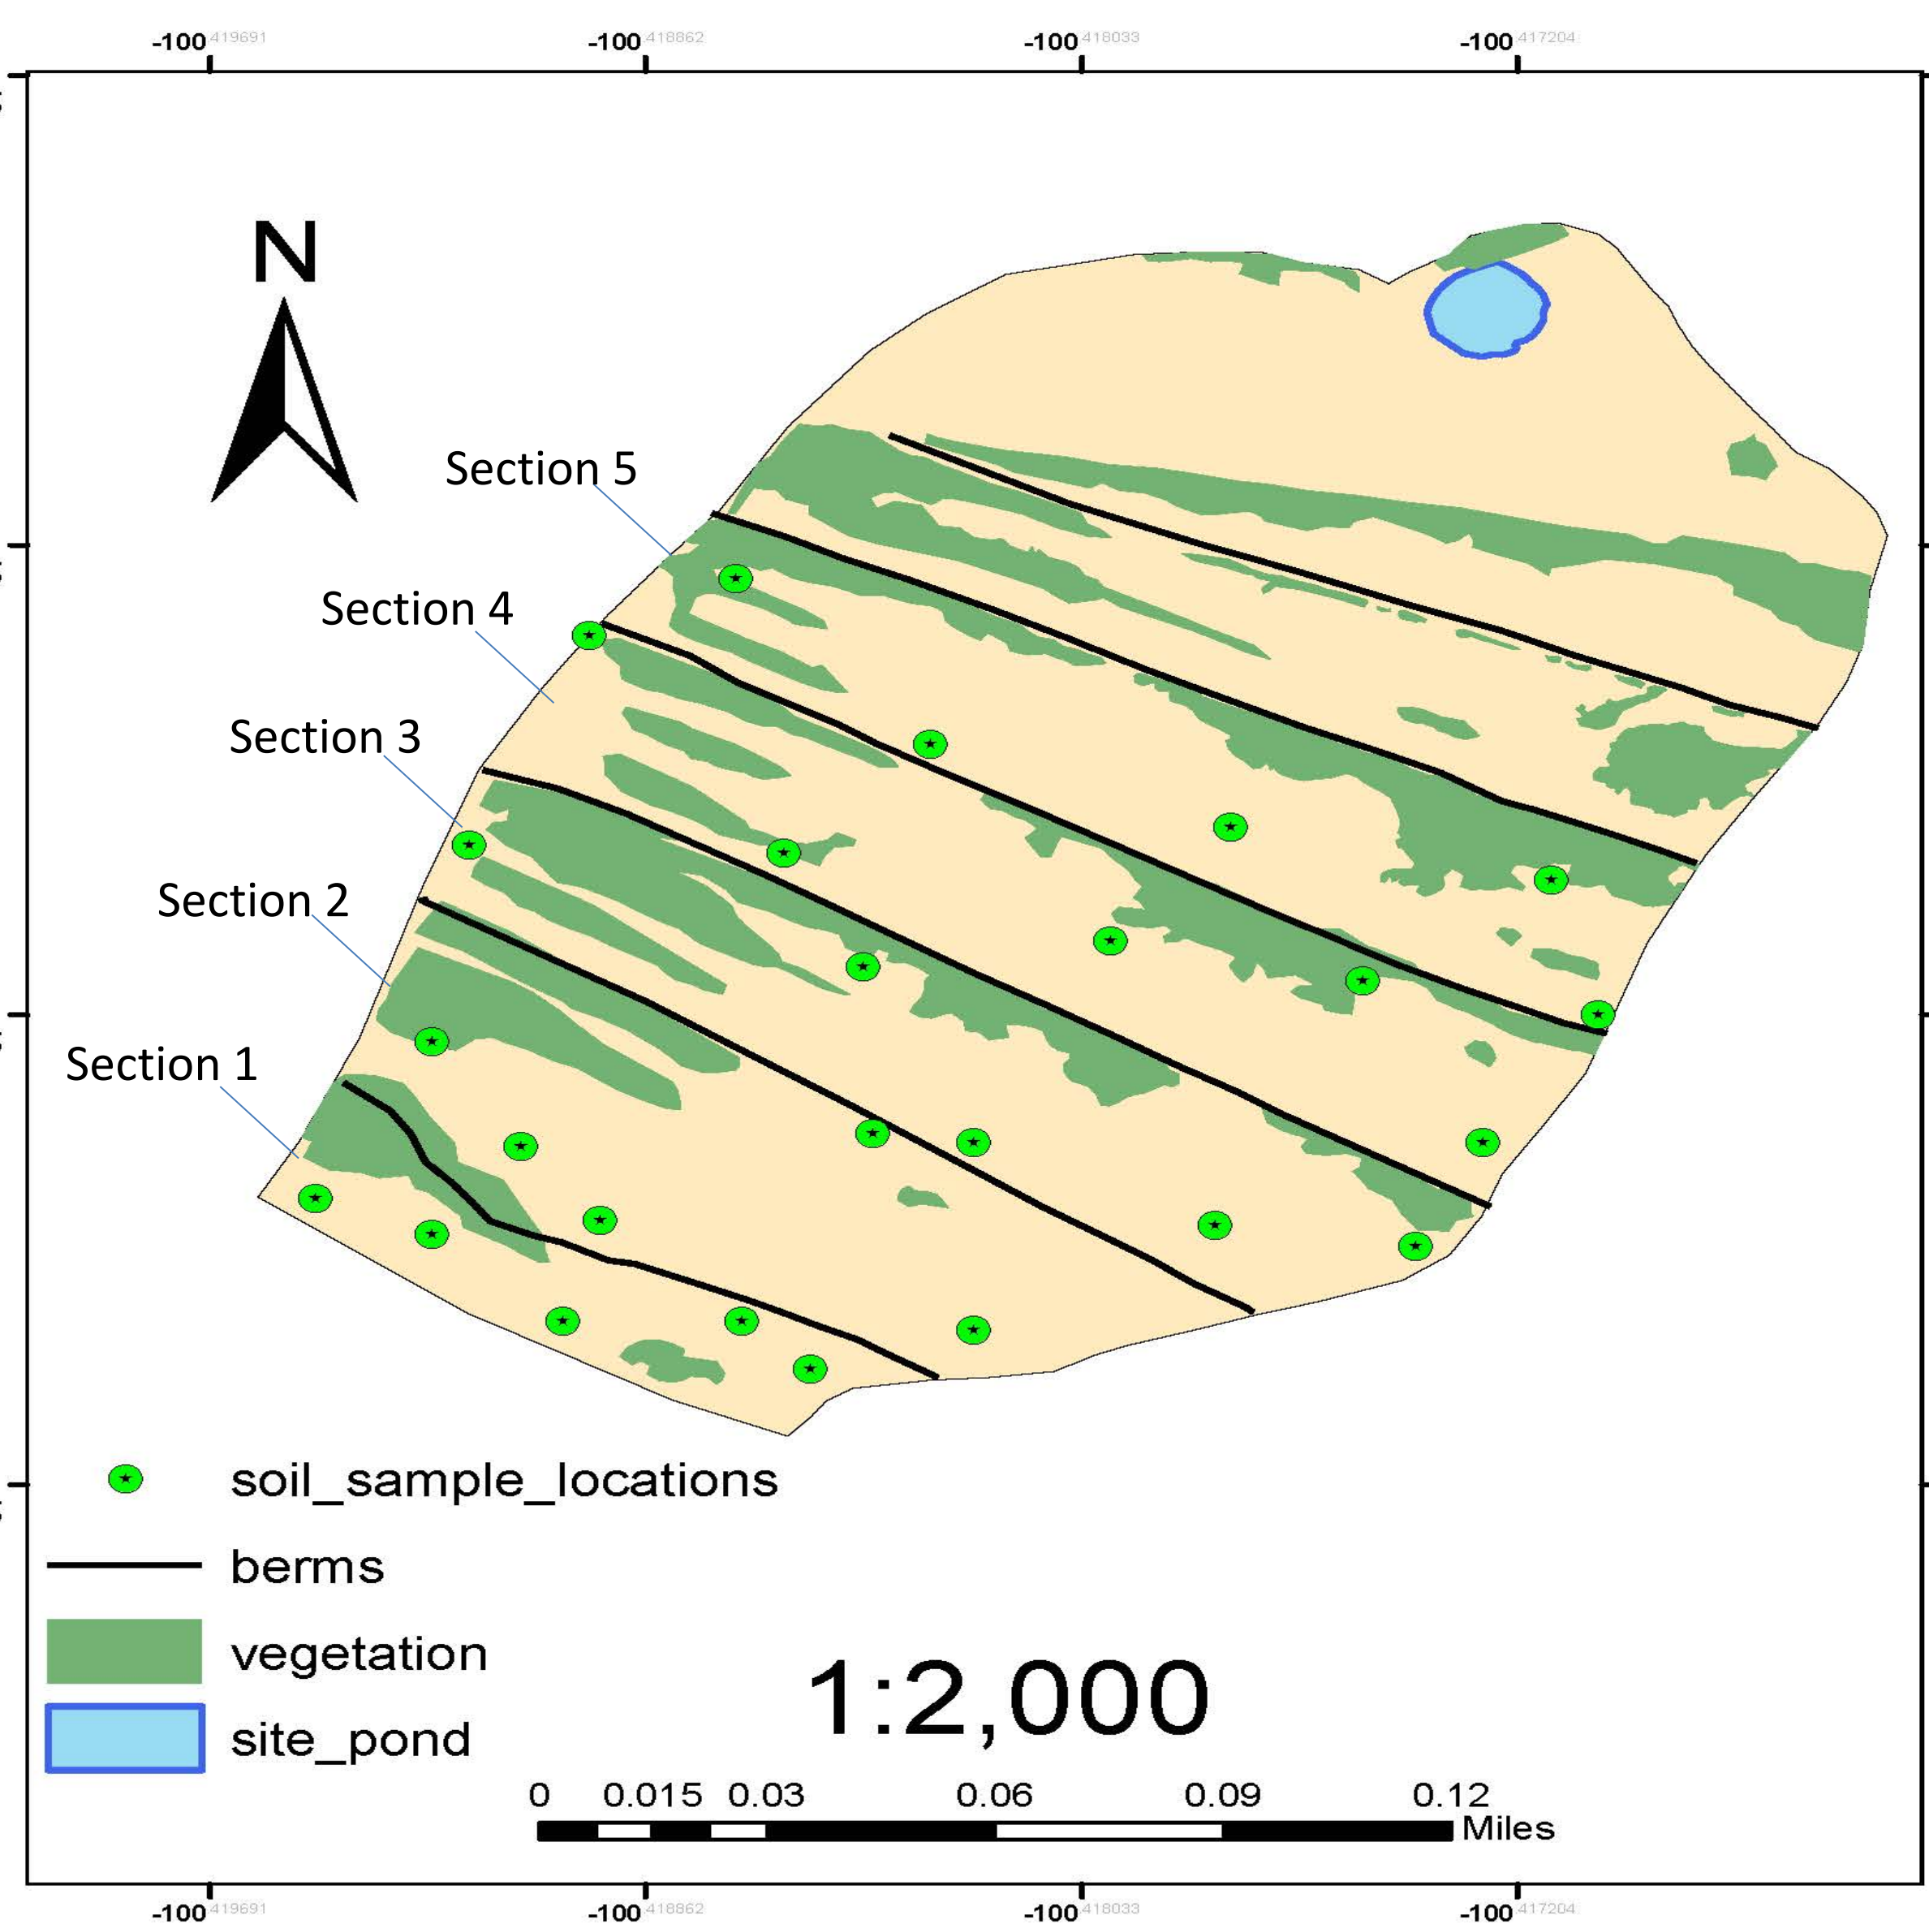 -100.419691 -100.418862 -100.418033 -100.417204
N
Section 5
Section 4
Section 3
Section 2
Section 1
soil_sample_locations
berms
vegetation
site_pond
1:2,000
0 0.015 0.03 0.06 0.09 0.12
Miles
-100.419691 -100.418862 -100.418033 -100.417204